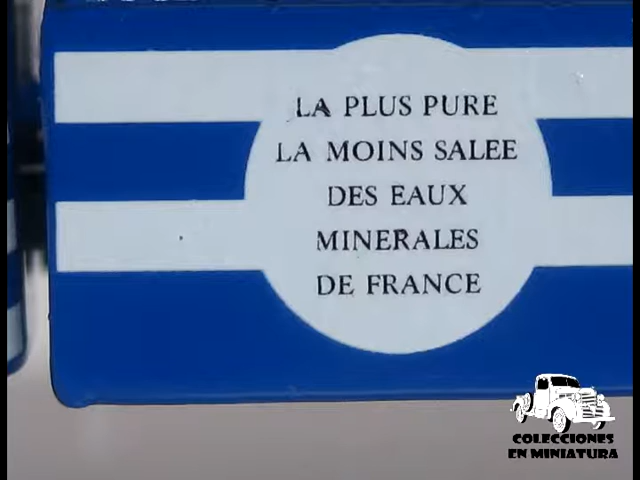 LA PLUS PURE
LA MOINS SALEE
DES EAUX
MINERALES
DE FRANCE
COLECCIONES
EN MINIATURA